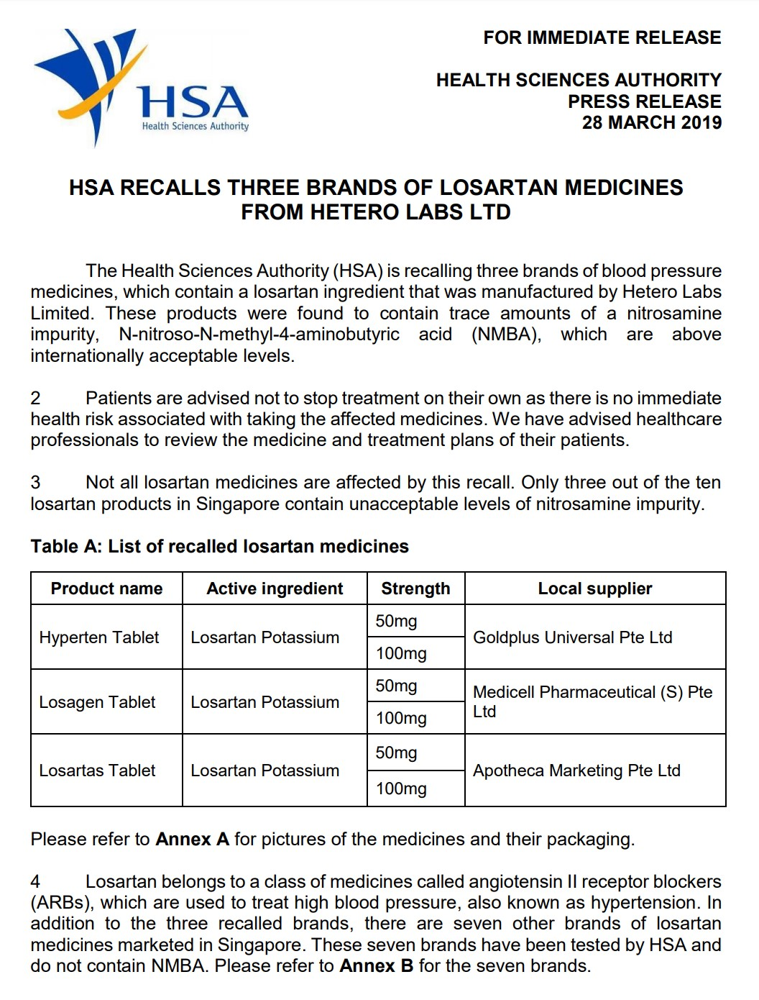 HSA
Health Sciences Authority
FOR IMMEDIATE RELEASE
HEALTH SCIENCES AUTHORITY
PRESS RELEASE
28 MARCH 2019
HSA RECALLS THREE BRANDS OF LOSARTAN MEDICINES
FROM HETERO LABS LTD
The Health Sciences Authority (HSA) is recalling three brands of blood pressure
medicines, which contain a losartan ingredient that was manufactured by Hetero Labs
Limited. These products were found to contain trace amounts of a nitrosamine
impurity, N-nitroso-N-methyl-4-aminobutyric acid (NMBA), which are above
internationally acceptable levels.
2 Patients are advised not to stop treatment on their own as there is no immediate
health risk associated with taking the affected medicines. We have advised healthcare
professionals to review the medicine and treatment plans of their patients.
3 Not all losartan medicines are affected by this recall. Only three out of the ten
losartan products in Singapore contain unacceptable levels of nitrosamine impurity.
Table A: List of recalled losartan medicines
Product name Active ingredient Strength Local supplier
Hyperten Tablet Losartan Potassium 50mg Goldplus Universal Pte Ltd
100mg
Losagen Tablet Losartan Potassium 50mg Medicell Pharmaceutical (S) Pte
Ltd
100mg
Losartas Tablet Losartan Potassium 50mg Apotheca Marketing Pte Ltd
100mg
Please refer to Annex A for pictures of the medicines and their packaging.
4 Losartan belongs to a class of medicines called angiotensin II receptor blockers
(ARBs), which are used to treat high blood pressure, also known as hypertension. In
addition to the three recalled brands, there are seven other brands of losartan
medicines marketed in Singapore. These seven brands have been tested by HSA and
do not contain NMBA. Please refer to Annex B for the seven brands.